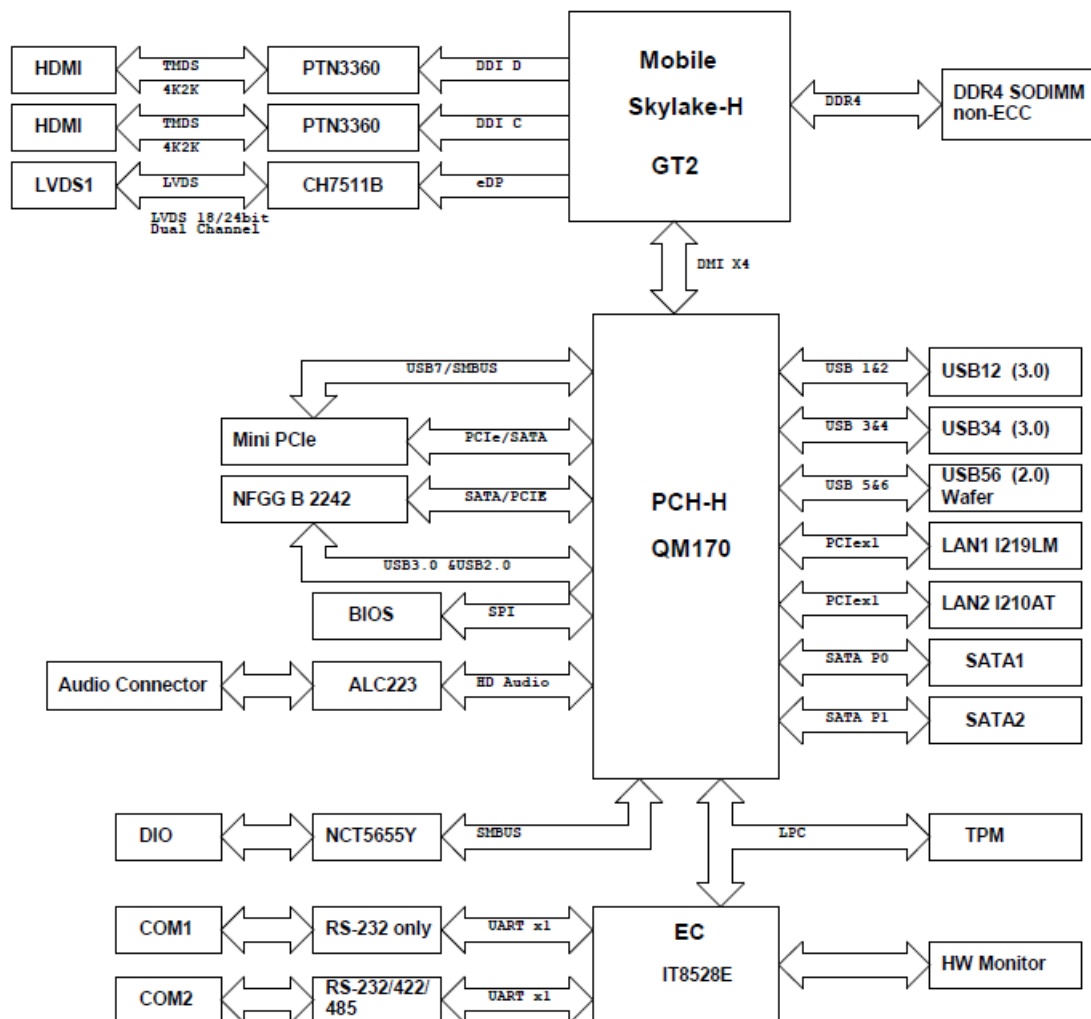 HDMI
TMDS
4K2K
PTN3360
DDI D
Mobile
Skylake-H
GT2
DDR4
DDR4 SODIMM
non-ECC
HDMI
TMDS
4K2K
PTN3360
DDI C
LVDS1
LVDS
LVDS 18/24bit
Dual Channel
CH7511B
eDP
DMI X4
PCH-H
QM170
USB7/SMBUS
Mini PCIe
PCIe/SATA
NFGG B 2242
SATA/PCIE
USB3.0 &USB2.0
BIOS
SPI
Audio Connector
ALC223
HD Audio
USB 1&2
USB12 (3.0)
USB 3&4
USB34 (3.0)
USB 5&6
USB56 (2.0)
Wafer
PCIex1
LAN1 I219LM
PCIex1
LAN2 I210AT
SATA P0
SATA1
SATA P1
SATA2
DIO
NCT5655Y
SMBUS
LPC
TPM
COM1
RS-232 only
UART x1
EC
IT8528E
HW Monitor
COM2
RS-232/422/
485
UART x1